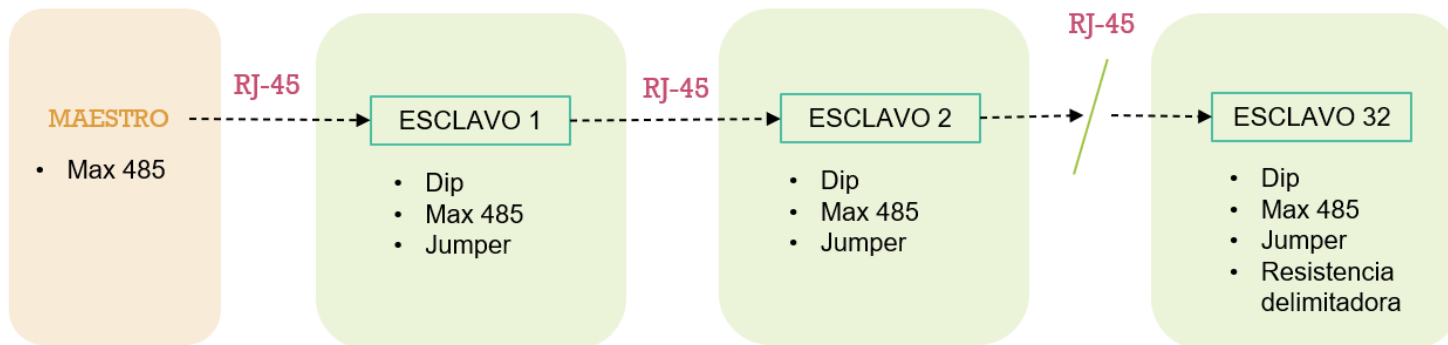 RJ-45
RJ-45
RJ-45
MAESTRO
ESCLAVO 1
ESCLAVO 2
ESCLAVO 32
• Max 485
• Dip
• Max 485
• Jumper
• Dip
• Max 485
• Jumper
• Dip
• Max 485
• Jumper
• Resistencia
delimitadora